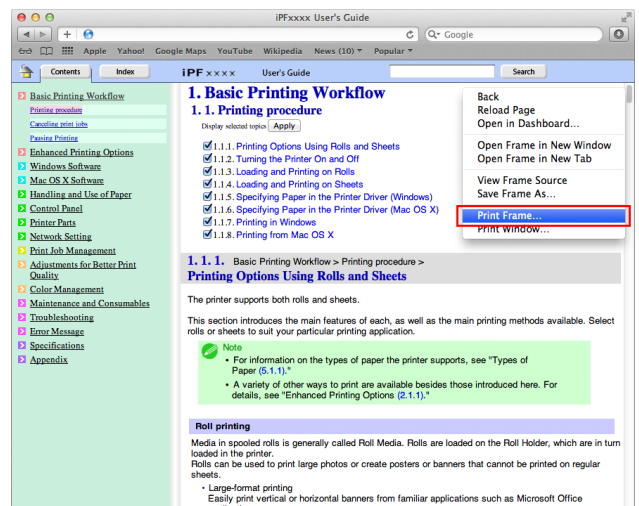 iPFxxxx User's Guide
Google
Apple Yahoo! Google Maps YouTube Wikipedia News (10) Popular
Contents Index iPF×××× User's Guide Search
Basic Printing Workflow
Printing procedure
Canceling print jobs
Pausing Printing
Enhanced Printing Options
Windows Software
Mac OS X Software
Handling and Use of Paper
Control Panel
Printer Parts
Network Setting
Print Job Management
Adjustments for Better Print
Quality
Color Management
Maintenance and Consumables
Troubleshooting
Error Message
Specifications
Appendix
1. Basic Printing Workflow
1. 1. Printing procedure
Display selected topics Apply
1.1.1. Printing Options Using Rolls and Sheets
1.1.2. Turning the Printer On and Off
1.1.3. Loading and Printing on Rolls
1.1.4. Loading and Printing on Sheets
1.1.5. Specifying Paper in the Printer Driver (Windows)
1.1.6. Specifying Paper in the Printer Driver (Mac OS X)
1.1.7. Printing in Windows
1.1.8. Printing from Mac OS X
Back
Reload Page
Open in Dashboard...
Open Frame in New Window
Open Frame in New Tab
View Frame Source
Save Frame As...
Print Frame...
Print Window...
1. 1. 1. Basic Printing Workflow > Printing procedure >
Printing Options Using Rolls and Sheets
The printer supports both rolls and sheets.
This section introduces the main features of each, as well as the main printing methods available. Select
rolls or sheets to suit your particular printing application.
Note
• For information on the types of paper the printer supports, see "Types of
Paper (5.1.1)."
• A variety of other ways to print are available besides those introduced here. For
details, see "Enhanced Printing Options (2.1.1)."
Roll printing
Media in spooled rolls is generally called Roll Media. Rolls are loaded on the Roll Holder, which are in turn
loaded in the printer.
Rolls can be used to print large photos or create posters or banners that cannot be printed on regular
sheets.
• Large-format printing
Easily print vertical or horizontal banners from familiar applications such as Microsoft Office